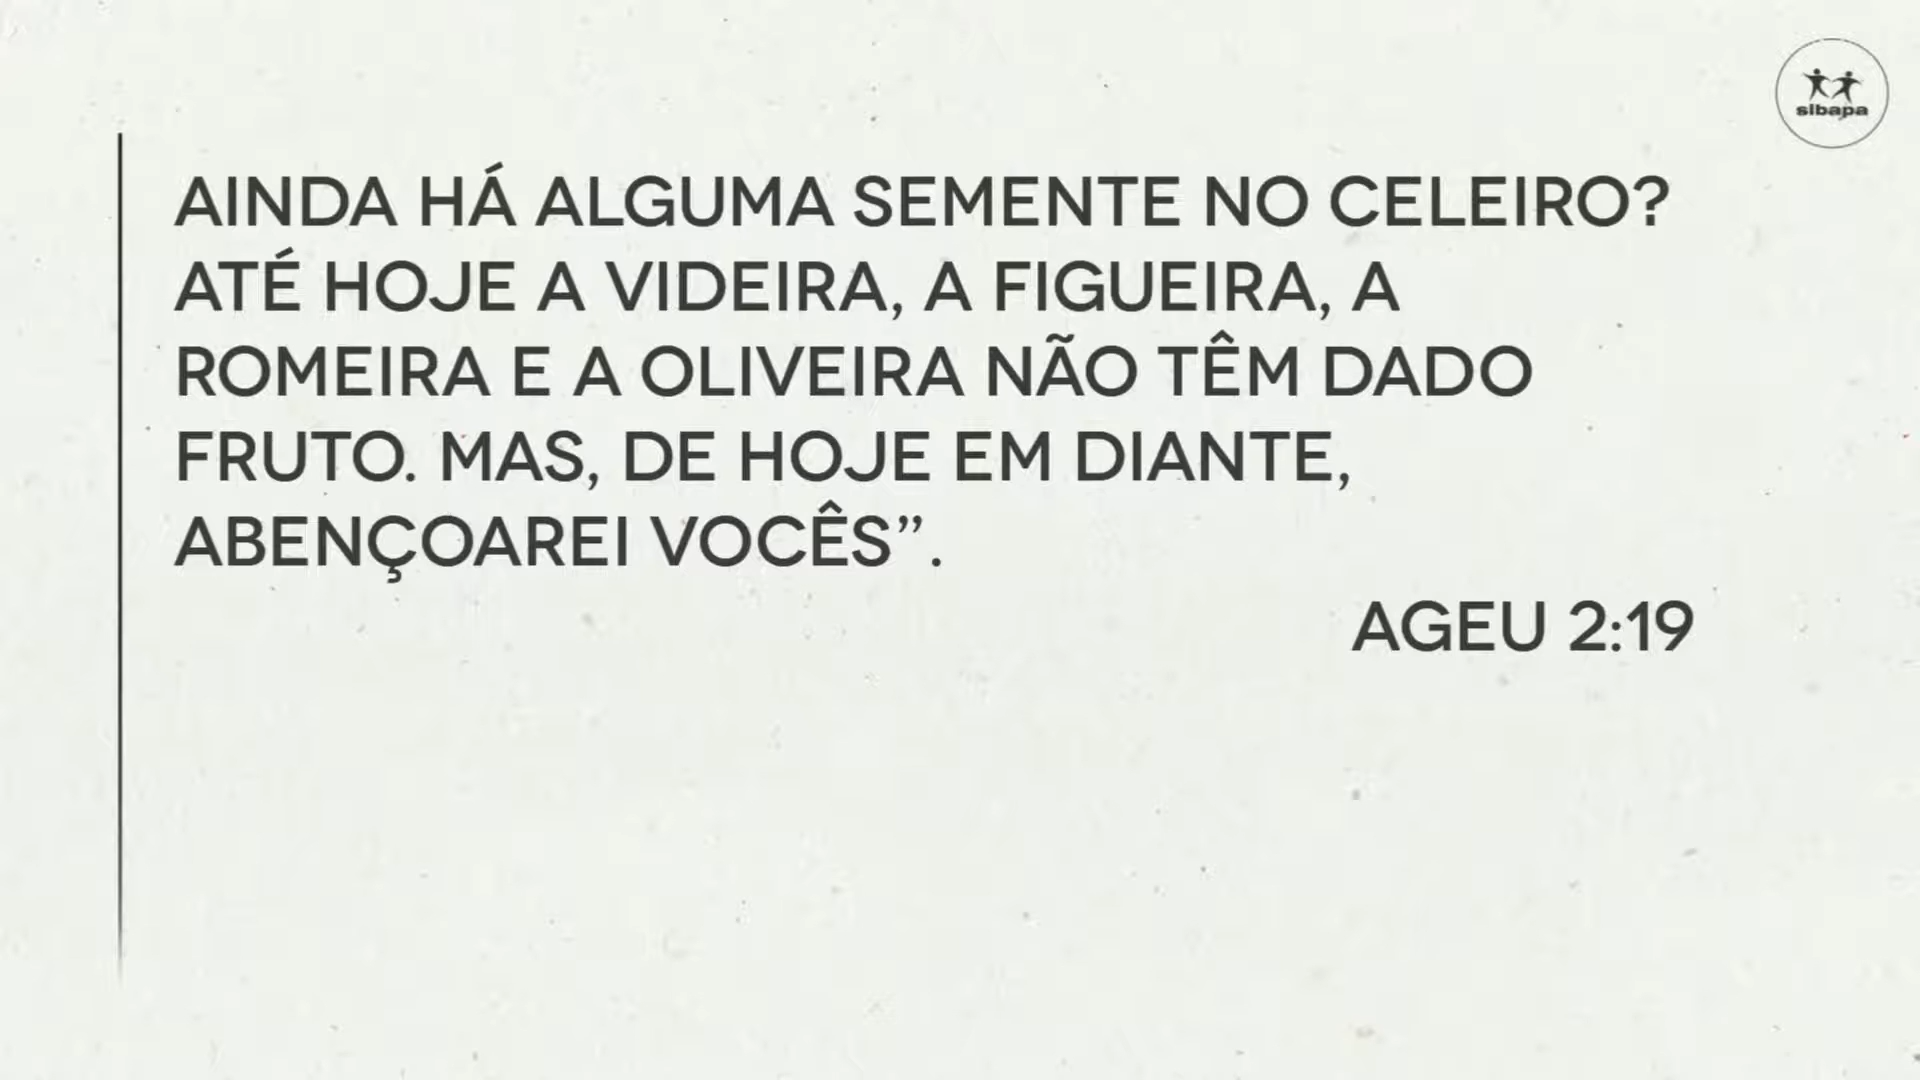 sibapa
AINDA HÁ ALGUMA SEMENTE NO CELEIRO?
ATÉ HOJE A VIDEIRA, A FIGUEIRA, A
ROMEIRA E A OLIVEIRA NÃO TÊM DADO
FRUTO. MAS, DE HOJE EM DIANTE,
ABENÇOAREI VOCÊS”.
AGEU 2:19